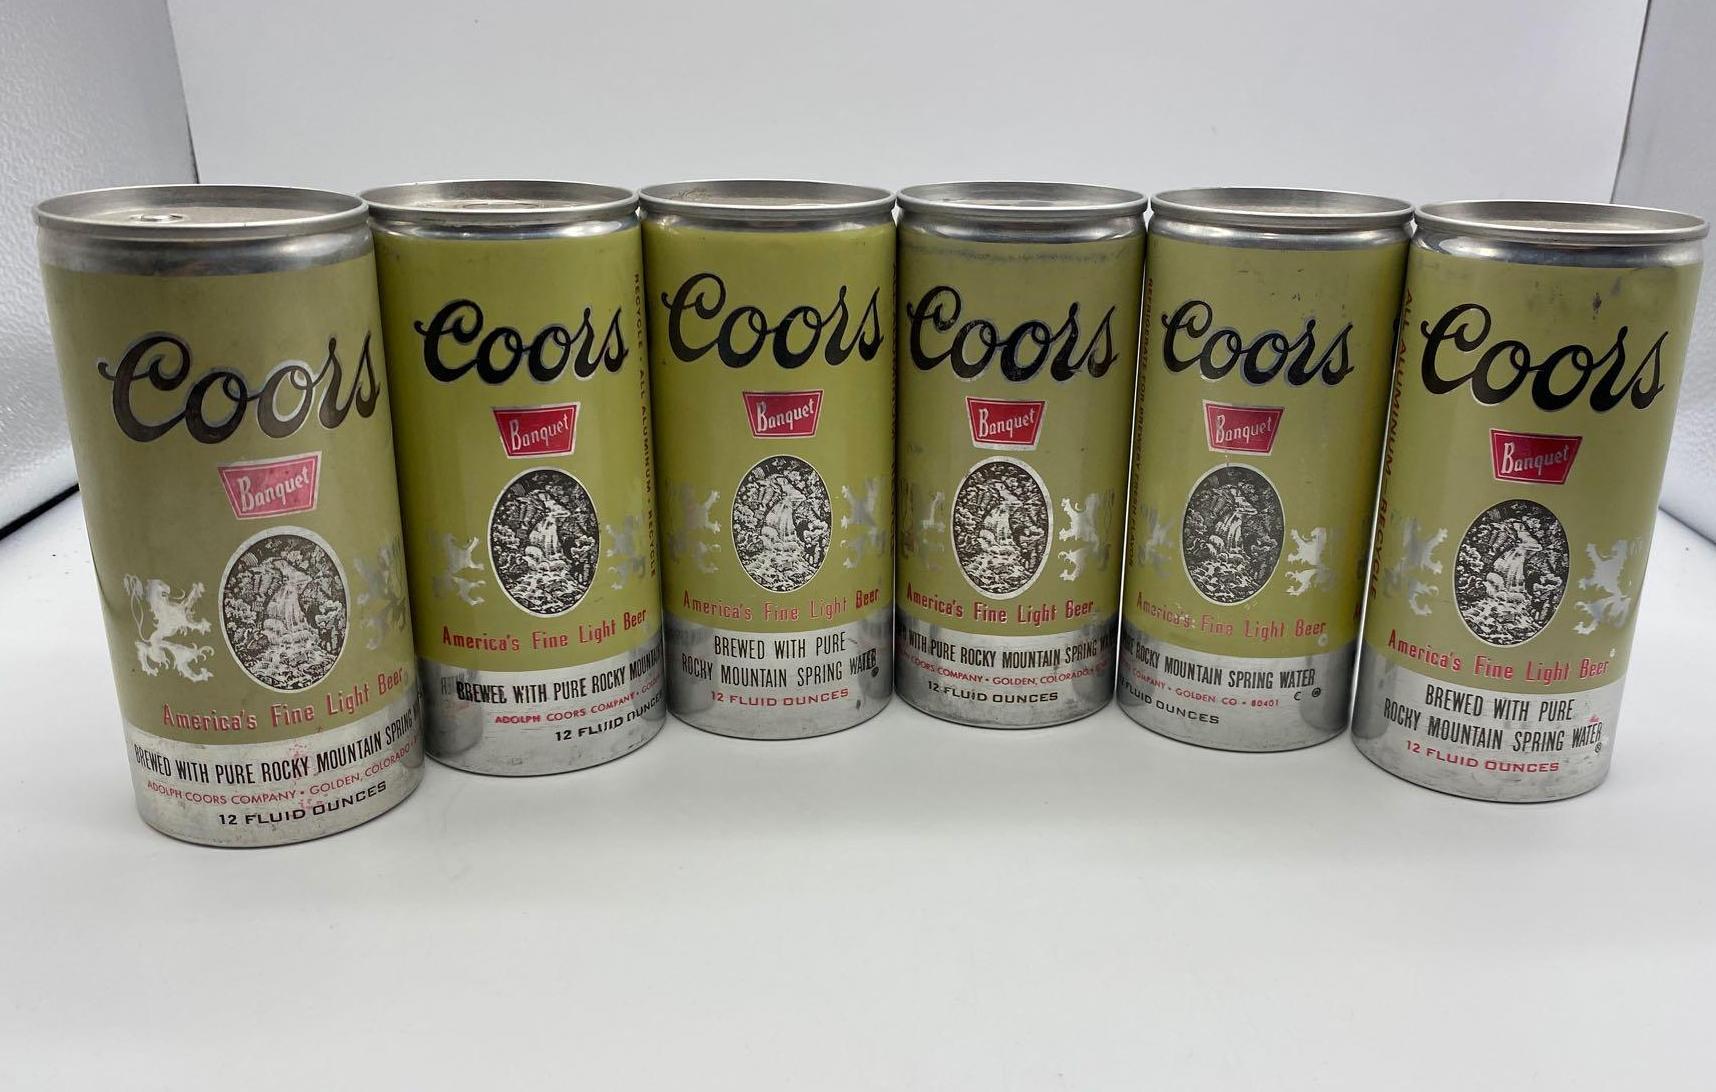 Coors
Banquet
America's Fine Light Beer
BREWED WITH PURE ROCKY MOUNTAIN SPRING
ADOLPH COORS COMPANY • GOLDEN, COLORADO
12 FLUID OUNCES
Coors
Banquet
America's Fine Light Beer
BREWED WITH PURE ROCKY MOUNTAIN
ADOLPH COORS COMPANY •
12 FLUID OUNCES
RECYCLE • ALL ALUMINUM • RECYCLE
Coors
Banquet
America's Fine Light Beer
BREWED WITH PURE
ROCKY MOUNTAIN SPRING WATER
12 FLUID OUNCES
Coors
Banquet
America's Fine Light Beer
WITH PURE ROCKY MOUNTAIN SPRING
COORS COMPANY • GOLDEN, COLORADO
12 FLUID OUNCES
Coors
Banquet
America's Fine Light Beer
ROCKY MOUNTAIN SPRING WATER
COMPANY • GOLDEN CO • 80401
FLUID OUNCES
ALL ALUMINUM • RECYCLE
Coors
Banquet
America's Fine Light Beer
BREWED WITH PURE
ROCKY MOUNTAIN SPRING WATER
12 FLUID OUNCES